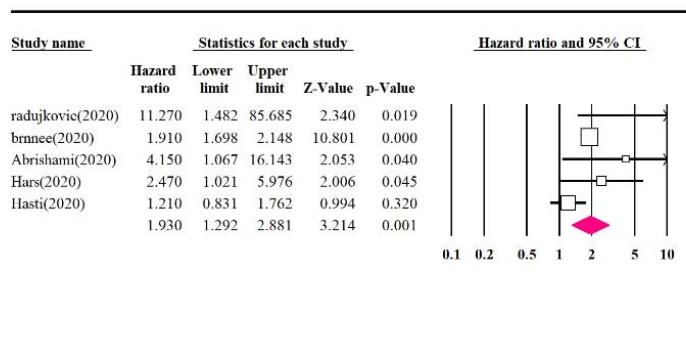 Study name Statistics for each study Hazard ratio and 95% CI
Hazard Lower Upper
ratio limit limit Z-Value p-Value
radujkovic(2020) 11.270 1.482 85.685 2.340 0.019
brnnee(2020) 1.910 1.698 2.148 10.801 0.000
Abrishami(2020) 4.150 1.067 16.143 2.053 0.040
Hars(2020) 2.470 1.021 5.976 2.006 0.045
Hasti(2020) 1.210 0.831 1.762 0.994 0.320
1.930 1.292 2.881 3.214 0.001
0.1 0.2 0.5 1 2 5 10